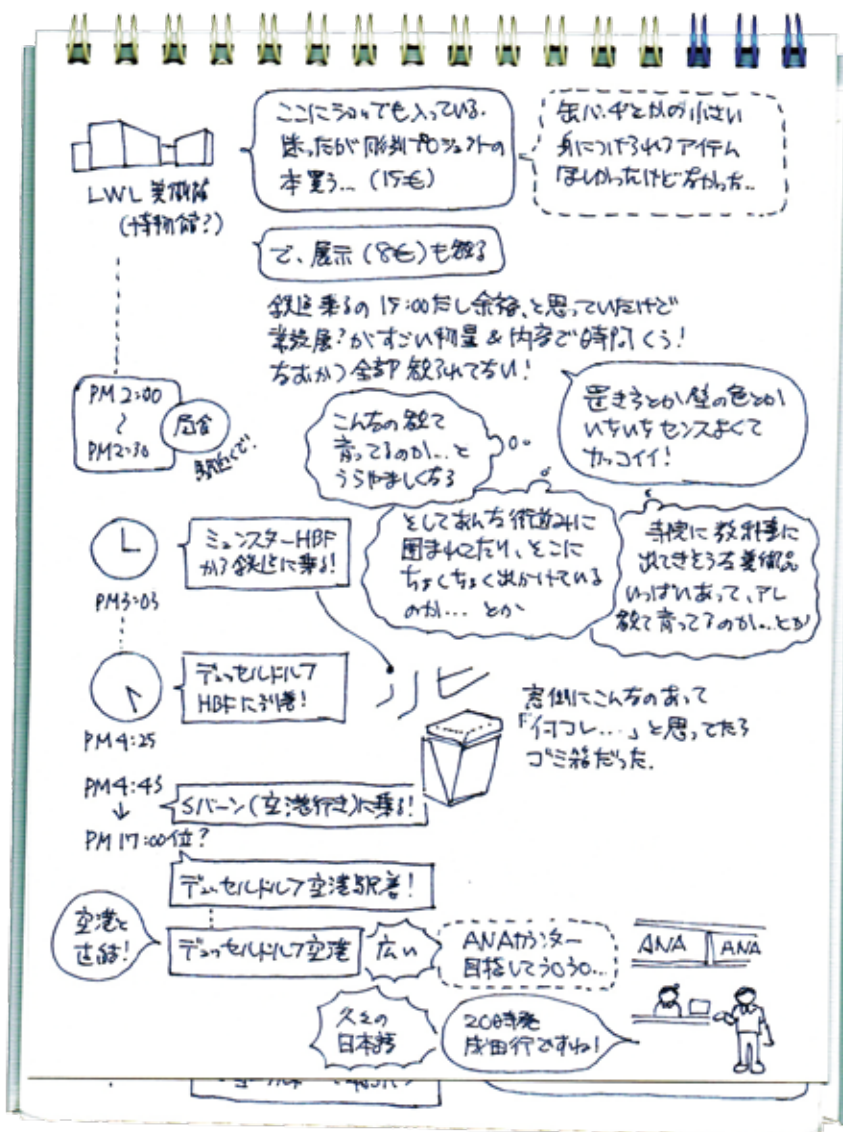 ここにショップでも入っている.
迷ったが彫刻プロジェクトの
本買う... (15€)
缶バッチとかの小さい
身につけられるアイテム
ほしかったけどなかった..
LWL 美術館
(博物館?)
で、展示(8€)も観る
鉄道乗るの15:00だし余裕、と思っていたけど
常設展?がすごい物量&内容で時間くう!
なおかつ全部観られてない!
PM 2:00
~
PM2:30
昼食
駅近くで.
置き方とか壁の色とか
いちいちセンスよくて
カッコイイ!
こんなの観て
育ってるのか...と
うらやましくなる
そしてあんな街並みに
囲まれてたり、そこに
ちょくちょく出かけている
のか... とか
寺院に教科書に
出てきそうな美術品
いっぱいあって、アレ
観て育ってるのか...とか
PM3:03
ミュンスターHBF
から鉄道に乗る!
PM4:25
デュッセルドルフ
HBFに到着!
窓側にこんなのあって
「何コレ...」と思ってたら
ゴミ箱だった.
PM4:45
↓
PM17:00位?
Sバーン(空港行き)に乗る!
デュッセルドルフ空港駅着!
空港と
直結!
デュッセルドルフ空港
広い
ANAカウンター
目指してうろうろ...
ANA
ANA
久々の
日本語
20時発
成田行ですね!